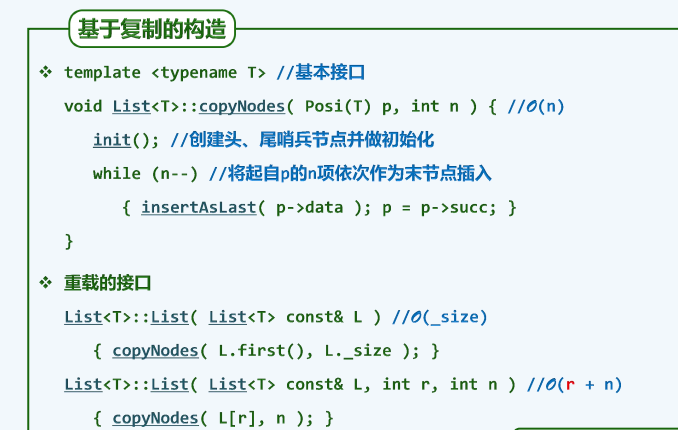 基于复制的构造
❖ template <typename T> //基本接口
void List<T>::copyNodes( Posi(T) p, int n ) { //O(n)
init(); //创建头、尾哨兵节点并做初始化
while (n--) //将起自p的n项依次作为末节点插入
{ insertAsLast( p->data ); p = p->succ; }
}
❖ 重载的接口
List<T>::List( List<T> const& L ) //O(_size)
{ copyNodes( L.first(), L._size ); }
List<T>::List( List<T> const& L, int r, int n ) //O(r + n)
{ copyNodes( L[r], n ); }